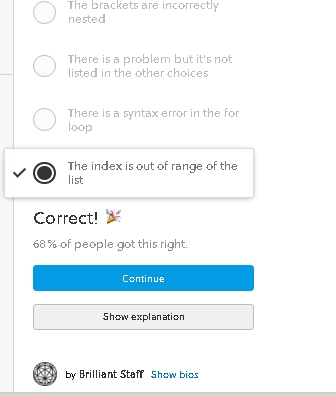 The brackets are incorrectly
nested
There is a problem but it's not
listed in the other choices
There is a syntax error in the for
loop
The index is out of range of the
list
Correct! 🎉
68% of people got this right.
Continue
Show explanation
by Brilliant Staff Show bios